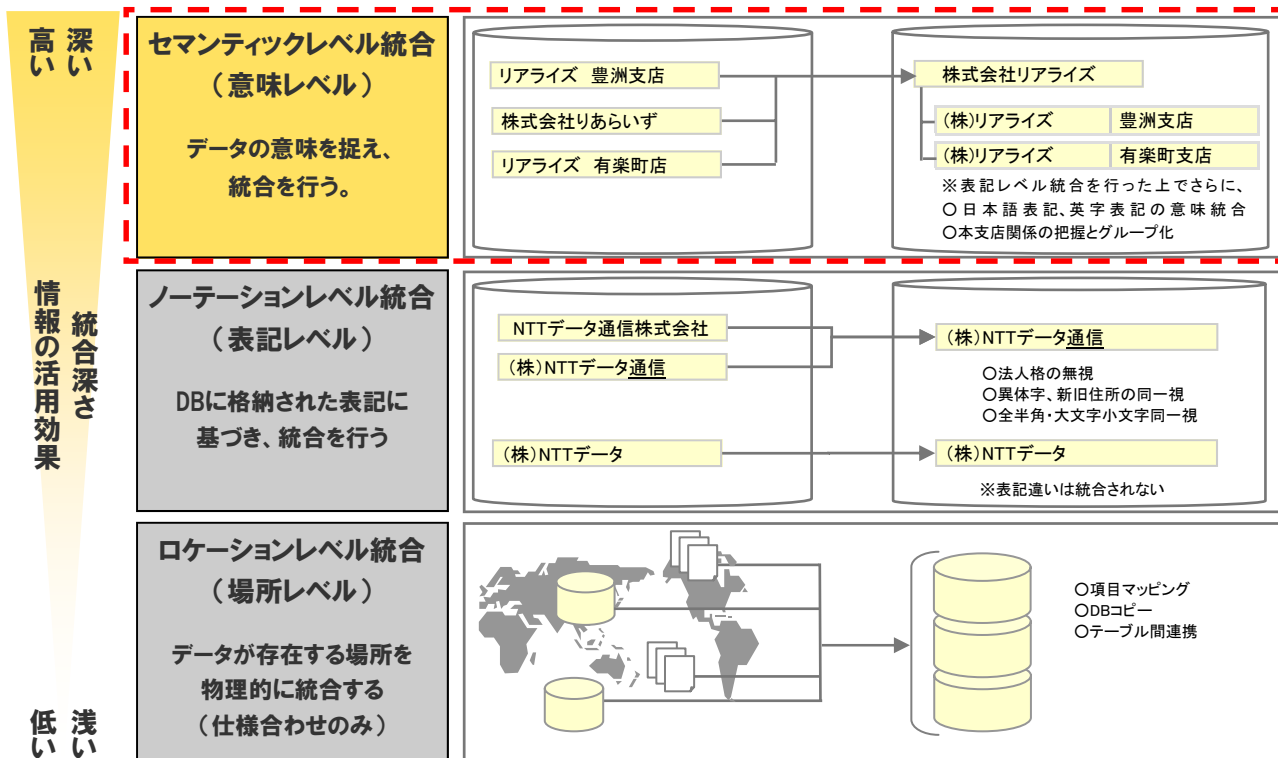 高い
深い
情報の活用効果
統合深さ
低い
浅い
セマンティックレベル統合
（意味レベル）
データの意味を捉え、
統合を行う。
リアライズ 豊洲支店
株式会社りあらいず
リアライズ 有楽町店
株式会社リアライズ
(株)リアライズ 豊洲支店
(株)リアライズ 有楽町支店
※表記レベル統合を行った上でさらに、
○日本語表記、英字表記の意味統合
○本支店関係の把握とグループ化
ノーテーションレベル統合
（表記レベル）
DBに格納された表記に
基づき、統合を行う
NTTデータ通信株式会社
(株)NTTデータ通信
(株)NTTデータ
(株)NTTデータ通信
○法人格の無視
○異体字、新旧住所の同一視
○全半角・大文字小文字同一視
(株)NTTデータ
※表記違いは統合されない
ロケーションレベル統合
（場所レベル）
データが存在する場所を
物理的に統合する
（仕様合わせのみ）
○項目マッピング
○DBコピー
○テーブル間連携